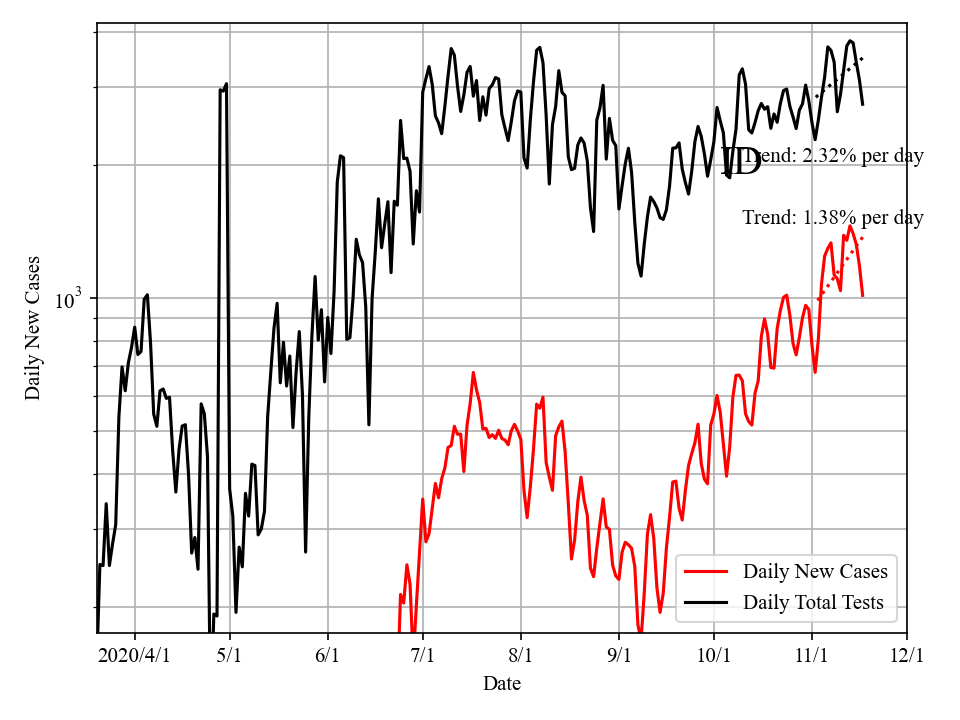 ID
Trend: 2.32% per day
Trend: 1.38% per day
10^3
Daily New Cases
Daily New Cases
Daily Total Tests
2020/4/1 5/1 6/1 7/1 8/1 9/1 10/1 11/1 12/1
Date